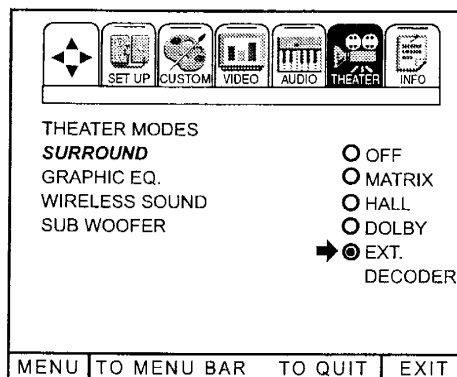 SET UP CUSTOM VIDEO AUDIO THEATER INFO
THEATER MODES
SURROUND
GRAPHIC EQ.
WIRELESS SOUND
SUB WOOFER
OFF
MATRIX
HALL
DOLBY
EXT.
DECODER
MENU TO MENU BAR TO QUIT EXIT